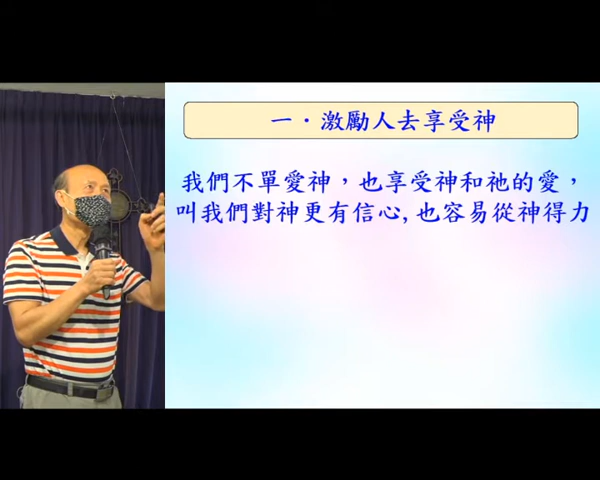 一．激勵人去享受神
我們不單愛神，也享受神和祂的愛，
叫我們對神更有信心, 也容易從神得力